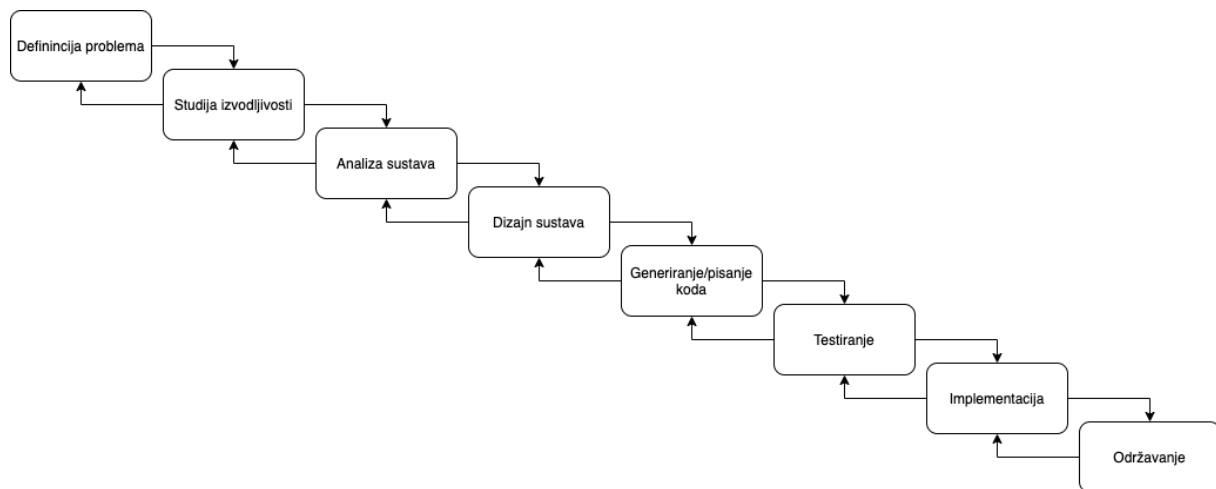 Definincija problema
Studija izvodljivosti
Analiza sustava
Dizajn sustava
Generiranje/pisanje
koda
Testiranje
Implementacija
Održavanje